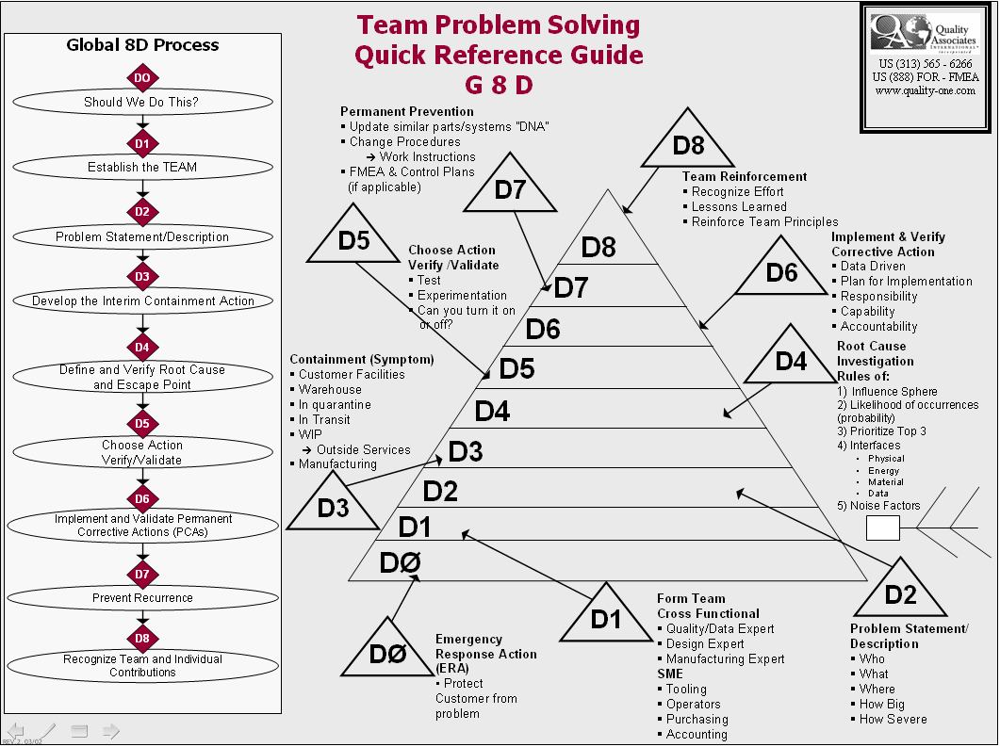 Team Problem Solving
Quick Reference Guide
G 8 D
QAI
Quality
Associates
INTERNATIONAL®
incorporated
US (313) 565 - 6266
US (888) FOR - FMEA
www.quality-one.com
Global 8D Process
D0
Should We Do This?
D1
Establish the TEAM
D2
Problem Statement/Description
D3
Develop the Interim Containment Action
D4
Define and Verify Root Cause
and Escape Point
D5
Choose Action
Verify/Validate
D6
Implement and Validate Permanent
Corrective Actions (PCAs)
D7
Prevent Recurrence
D8
Recognize Team and Individual
Contributions
REV. 2, 03/02
Permanent Prevention
▪ Update similar parts/systems "DNA"
▪ Change Procedures
→ Work Instructions
▪ FMEA & Control Plans
(if applicable)
D7
D8
Team Reinforcement
▪ Recognize Effort
▪ Lessons Learned
▪ Reinforce Team Principles
D5
Choose Action
Verify /Validate
▪ Test
▪ Experimentation
▪ Can you turn it on
or off?
D6
Implement & Verify
Corrective Action
▪ Data Driven
▪ Plan for Implementation
▪ Responsibility
▪ Capability
▪ Accountability
Containment (Symptom)
▪ Customer Facilities
▪ Warehouse
▪ In quarantine
▪ In Transit
▪ WIP
→ Outside Services
▪ Manufacturing
D3
D4
Root Cause
Investigation
Rules of:
1) Influence Sphere
2) Likelihood of occurrences
(probability)
3) Prioritize Top 3
4) Interfaces
• Physical
• Energy
• Material
• Data
5) Noise Factors
D8
D7
D6
D5
D4
D3
D2
D1
DØ
DØ
Emergency
Response Action
(ERA)
▪ Protect
Customer from
problem
D1
Form Team
Cross Functional
▪ Quality/Data Expert
▪ Design Expert
▪ Manufacturing Expert
SME
▪ Tooling
▪ Operators
▪ Purchasing
▪ Accounting
D2
Problem Statement/
Description
▪ Who
▪ What
▪ Where
▪ How Big
▪ How Severe